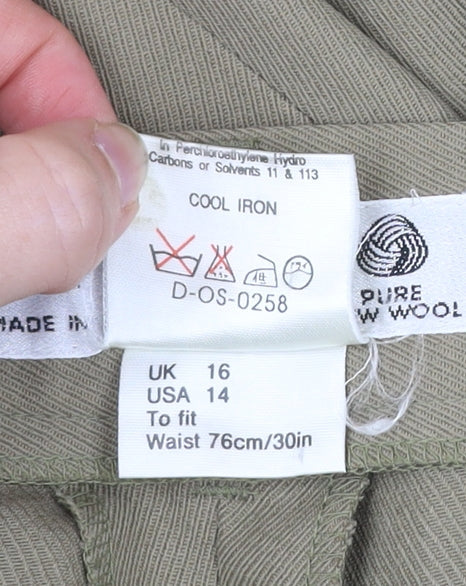 In Perchloroethylene Hydro
Carbons or Solvents 11 & 113
COOL IRON
D-OS-0258
MADE IN
PURE
W WOOL
UK 16
USA 14
To fit
Waist 76cm/30in